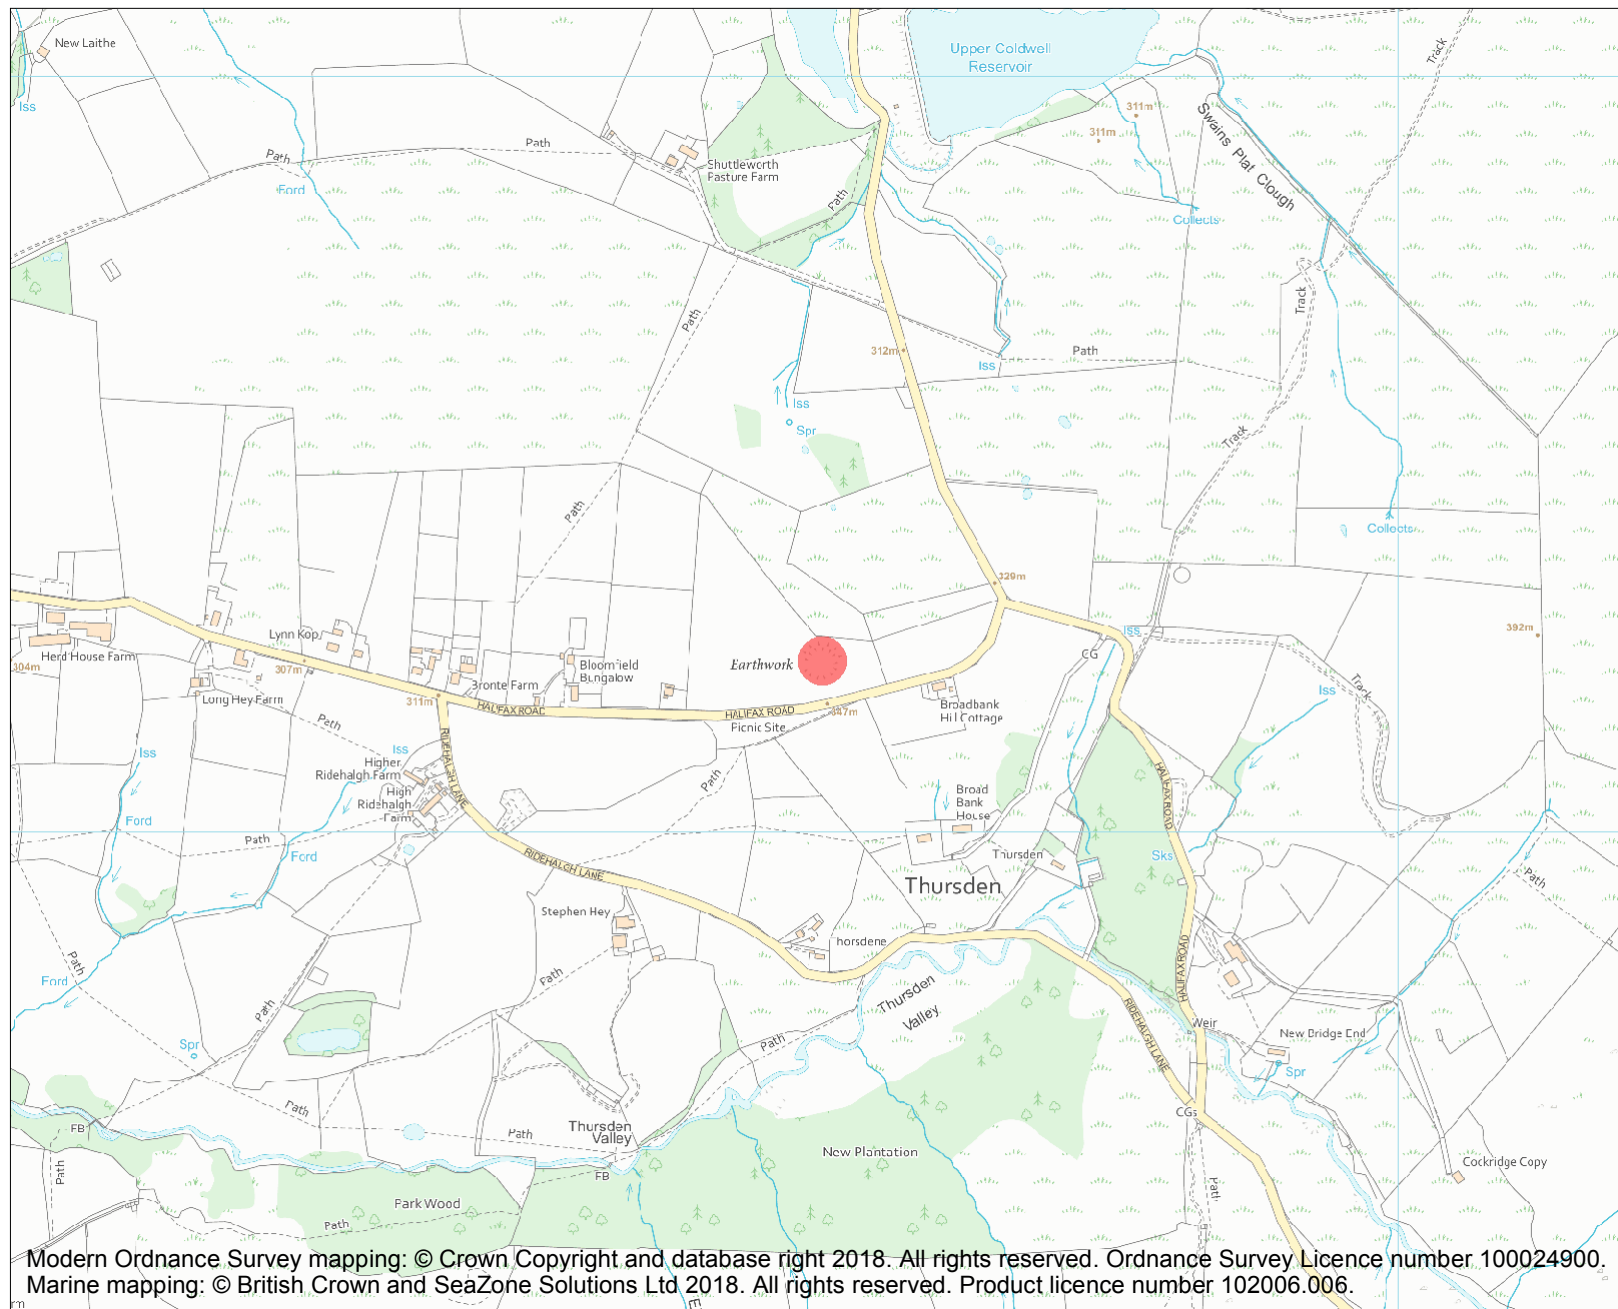 New Laithe
Iss
Upper Coldwell
Reservoir
Track
311m
311m
Swains Plat Clough
Path
Path
Shuttleworth
Pasture Farm
Ford
Path
Collects
Track
Path
312m
Iss
Path
Iss
Spr
Track
Path
Collects
329m
Herd House Farm
304m
Lynn Kop
307m
Long Hey Farm
311m
Bronte Farm
Bloomfield
Bungalow
Earthwork
HALIFAX ROAD
HALIFAX ROAD
Picnic Site
347m
Broadbank
Hill Cottage
CG
Iss
392m
Iss
Track
Path
Iss
Iss
Higher
Ridehalgh Farm
High
Ridehalgh
Farm
RIDEHALGH LANE
Path
HALIFAX ROAD
Ford
Path
Ford
Broad
Bank
House
Thursden
Sks
Thursden
RIDEHALGH LANE
Path
Stephen Hey
horsdene
Path
Path
Ford
Path
Thursden
Valley
HALIFAX ROAD
RIDEHALGH LANE
Weir
New Bridge End
Spr
Spr
Path
CGs
Path
FB
Path
Thursden
Valley
New Plantation
FB
Path
Park Wood
Path
Path
Cockridge Copy
Modern Ordnance Survey mapping: © Crown Copyright and database right 2018. All rights reserved. Ordnance Survey Licence number 100024900.
Marine mapping: © British Crown and SeaZone Solutions Ltd 2018. All rights reserved. Product licence number 102006.006.